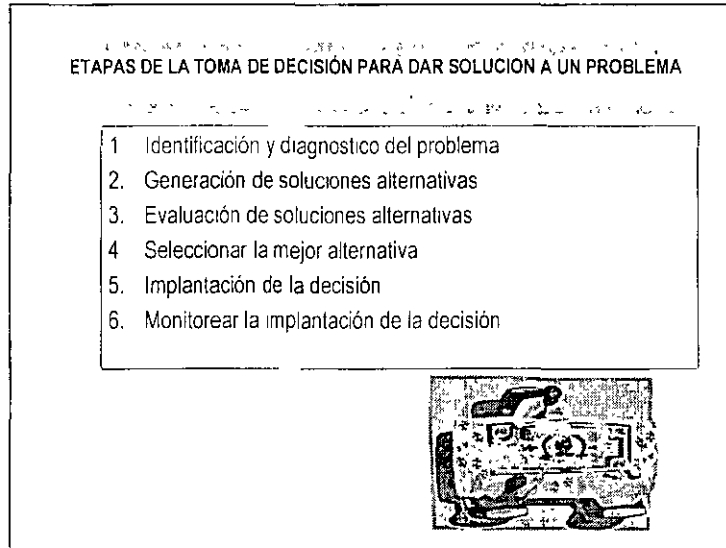 ETAPAS DE LA TOMA DE DECISIÓN PARA DAR SOLUCION A UN PROBLEMA
1 Identificación y diagnostico del problema
2. Generación de soluciones alternativas
3. Evaluación de soluciones alternativas
4 Seleccionar la mejor alternativa
5. Implantación de la decisión
6. Monitorear la implantación de la decisión